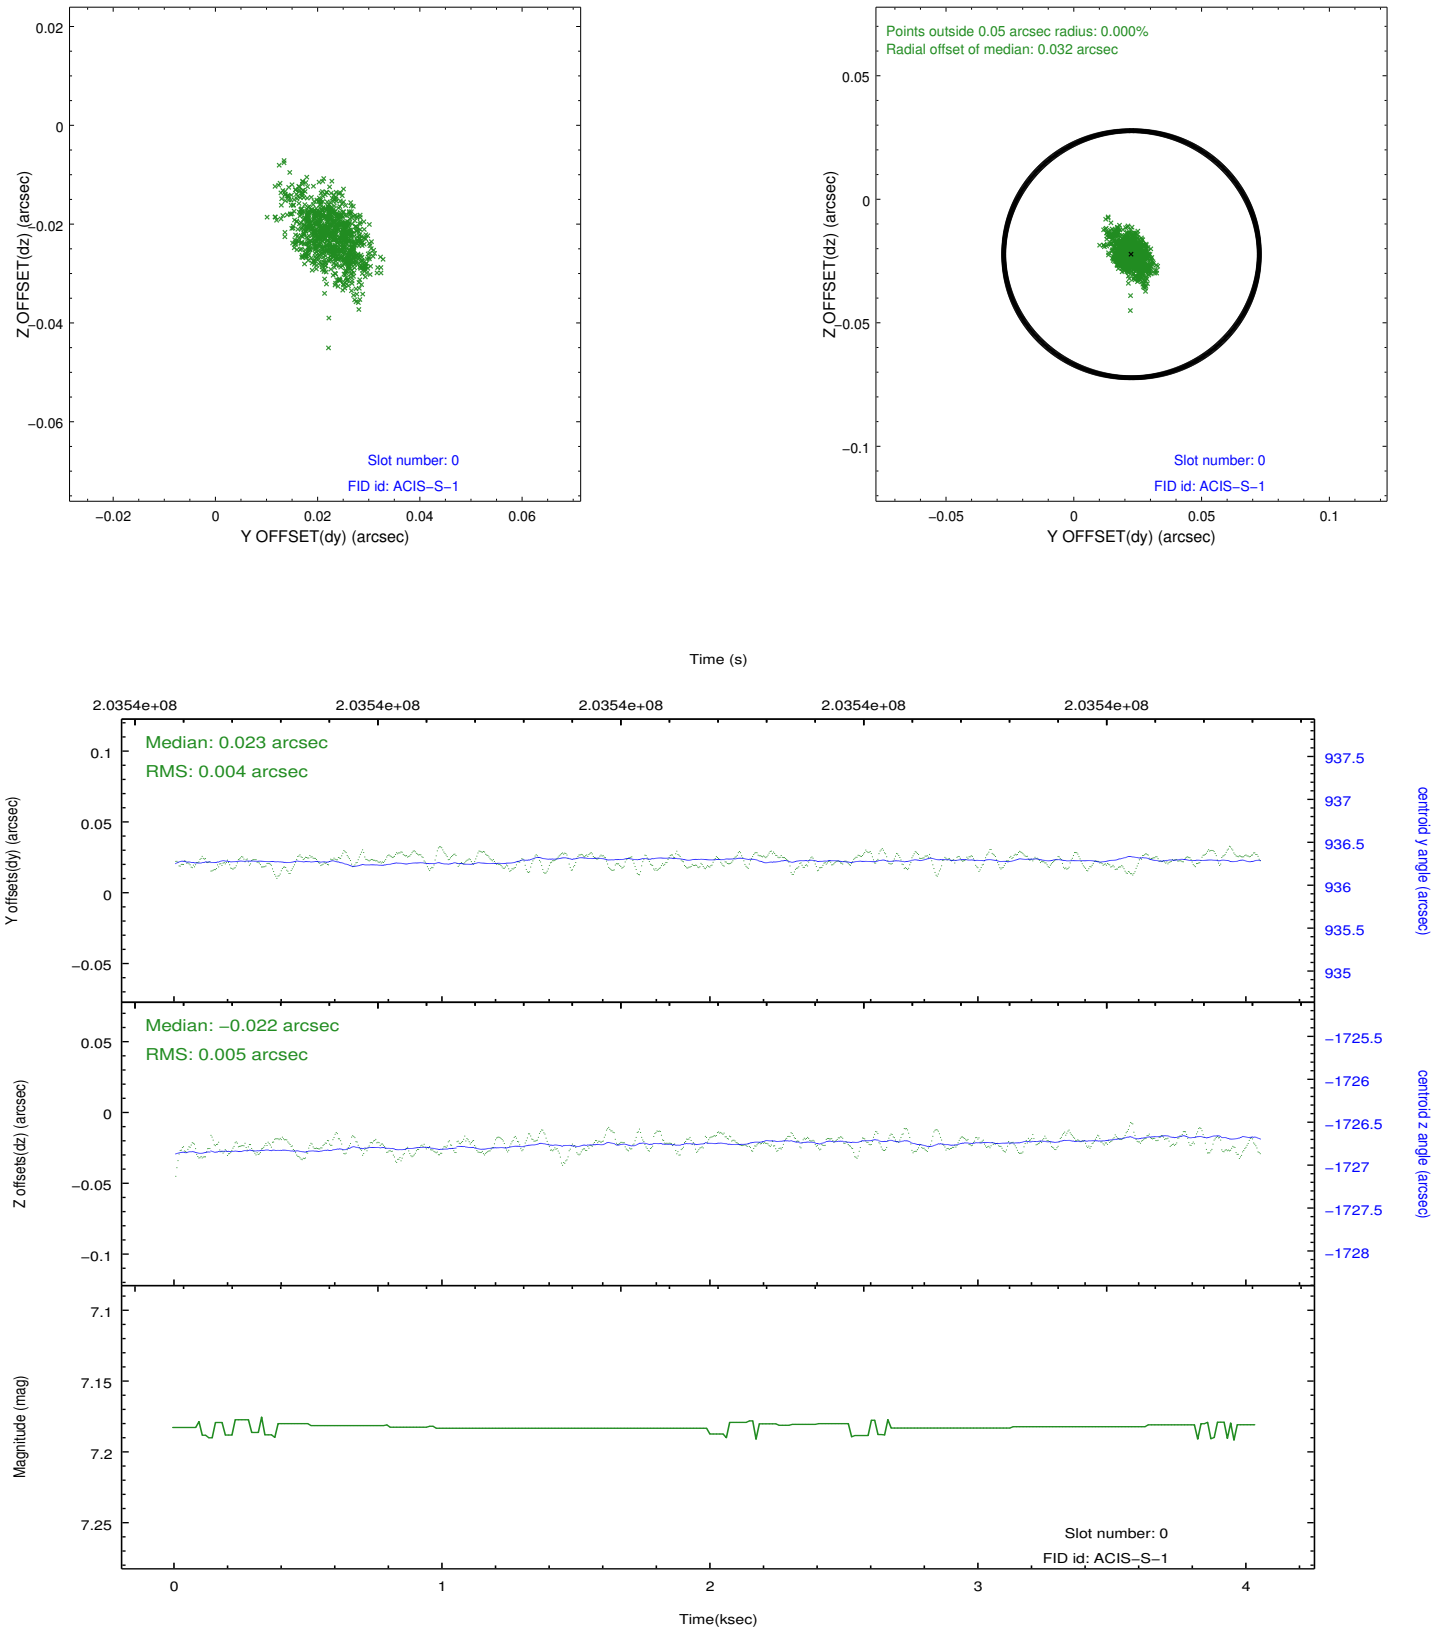 0.02
0
−0.02
−0.04
−0.06
Z OFFSET(dz) (arcsec)
Slot number: 0
FID id: ACIS−S−1
−0.02 0 0.02 0.04 0.06
Y OFFSET(dy) (arcsec)
Points outside 0.05 arcsec radius: 0.000%
Radial offset of median: 0.032 arcsec
0.05
0
−0.05
−0.1
Z OFFSET(dz) (arcsec)
Slot number: 0
FID id: ACIS−S−1
−0.05 0 0.05 0.1
Y OFFSET(dy) (arcsec)
Time (s)
2.0354e+08 2.0354e+08 2.0354e+08 2.0354e+08 2.0354e+08
Median: 0.023 arcsec
RMS: 0.004 arcsec
0.1
0.05
0
−0.05
Y offsets(dy) (arcsec)
937.5
937
936.5
936
935.5
935
centroid y angle (arcsec)
Median: −0.022 arcsec
RMS: 0.005 arcsec
0.05
0
−0.05
−0.1
Z offsets(dz) (arcsec)
−1725.5
−1726
−1726.5
−1727
−1727.5
−1728
centroid z angle (arcsec)
7.1
7.15
7.2
7.25
Magnitude (mag)
Slot number: 0
FID id: ACIS−S−1
0 1 2 3 4
Time(ksec)